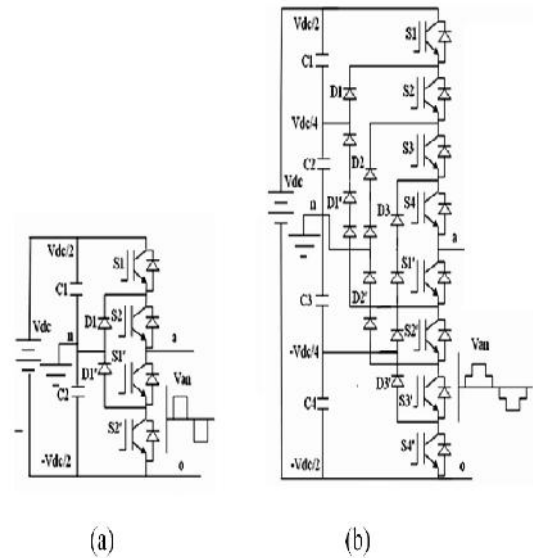 Vdc/2
S1
C1
Vdc
n
D1
S2
a
S1'
D1'
C2
Van
S2'
-Vdc/2
o
(a)
Vdc/2
S1
C1
D1
S2
Vdc/4
S3
C2
D2
Vdc
n
D1'
D3
S4
a
S1'
C3
D2'
S2'
-Vdc/4
D3'
S3'
Van
C4
S4'
-Vdc/2
o
(b)